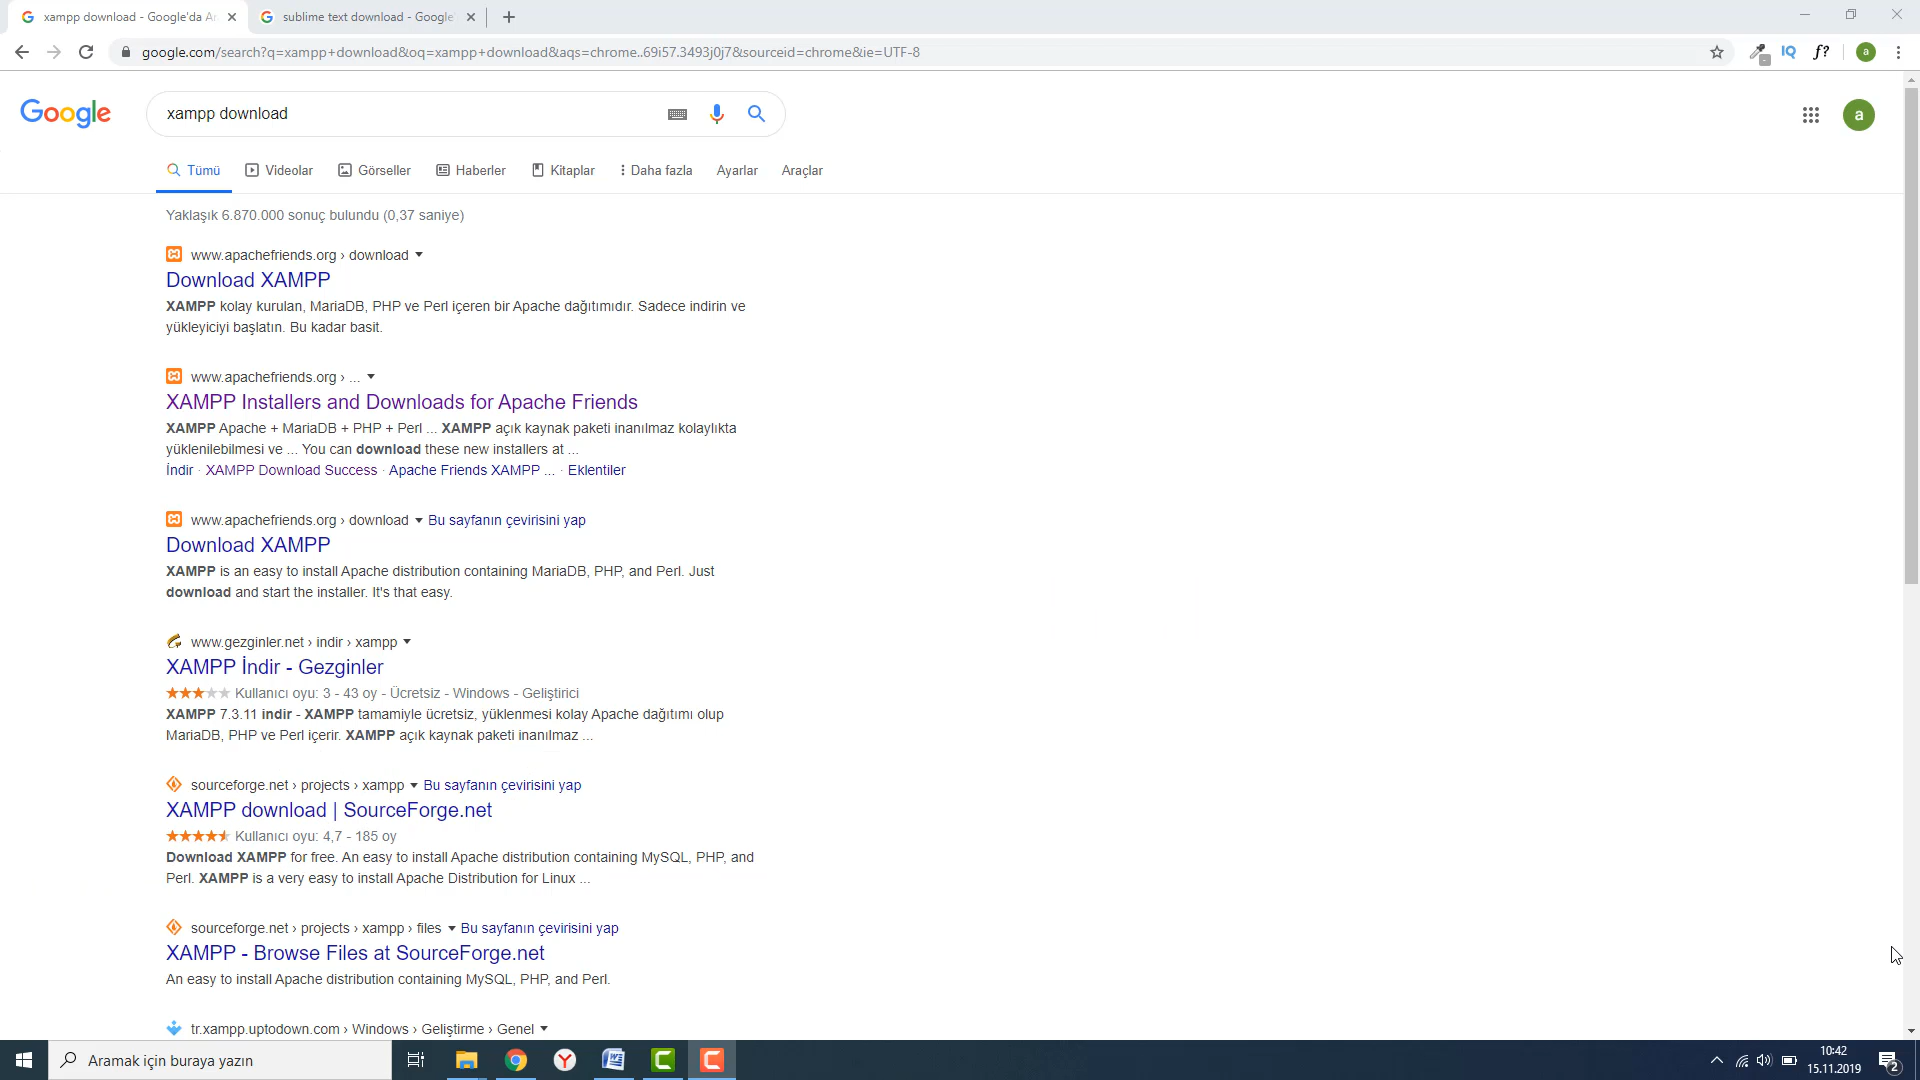 xampp download - Google'da Ar
sublime text download - Google'
google.com/search?q=xampp+download&oq=xampp+download&aqs=chrome..69i57.3493j0j7&sourceid=chrome&ie=UTF-8
IQ
f?
a
Google
xampp download
a
Tümü
Videolar
Görseller
Haberler
Kitaplar
Daha fazla
Ayarlar
Araçlar
Yaklaşık 6.870.000 sonuç bulundu (0,37 saniye)
www.apachefriends.org › download
Download XAMPP
XAMPP kolay kurulan, MariaDB, PHP ve Perl içeren bir Apache dağıtımıdır. Sadece indirin ve
yükleyiciyi başlatın. Bu kadar basit.
www.apachefriends.org › ...
XAMPP Installers and Downloads for Apache Friends
XAMPP Apache + MariaDB + PHP + Perl ... XAMPP açık kaynak paketi inanılmaz kolaylıkta
yüklenilebilmesi ve ... You can download these new installers at ...
İndir · XAMPP Download Success · Apache Friends XAMPP ... · Eklentiler
www.apachefriends.org › download Bu sayfanın çevirisini yap
Download XAMPP
XAMPP is an easy to install Apache distribution containing MariaDB, PHP, and Perl. Just
download and start the installer. It's that easy.
www.gezginler.net › indir › xampp
XAMPP İndir - Gezginler
Kullanıcı oyu: 3 - 43 oy - Ücretsiz - Windows - Geliştirici
XAMPP 7.3.11 indir - XAMPP tamamiyle ücretsiz, yüklenmesi kolay Apache dağıtımı olup
MariaDB, PHP ve Perl içerir. XAMPP açık kaynak paketi inanılmaz ...
sourceforge.net › projects › xampp Bu sayfanın çevirisini yap
XAMPP download | SourceForge.net
Kullanıcı oyu: 4,7 - 185 oy
Download XAMPP for free. An easy to install Apache distribution containing MySQL, PHP, and
Perl. XAMPP is a very easy to install Apache Distribution for Linux ...
sourceforge.net › projects › xampp › files Bu sayfanın çevirisini yap
XAMPP - Browse Files at SourceForge.net
An easy to install Apache distribution containing MySQL, PHP, and Perl.
tr.xampp.uptodown.com › Windows › Geliştirme › Genel
Aramak için buraya yazın
10:42
15.11.2019
2